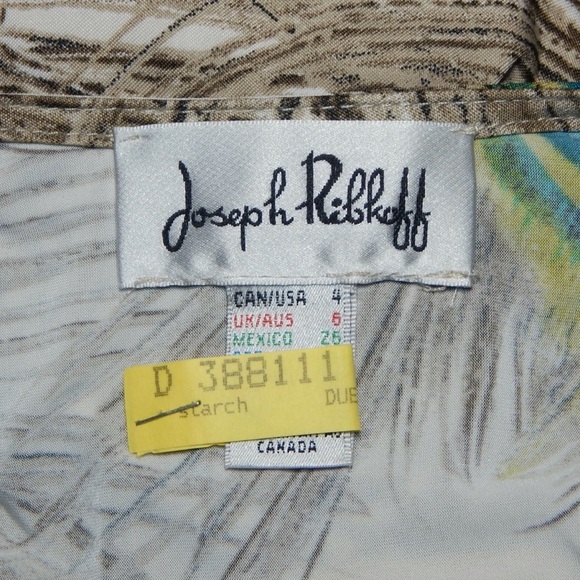 Joseph Ribkoff
CAN/USA 4
UK/AUS 6
MEXICO 26
D 388111
starch DUE
CANADA